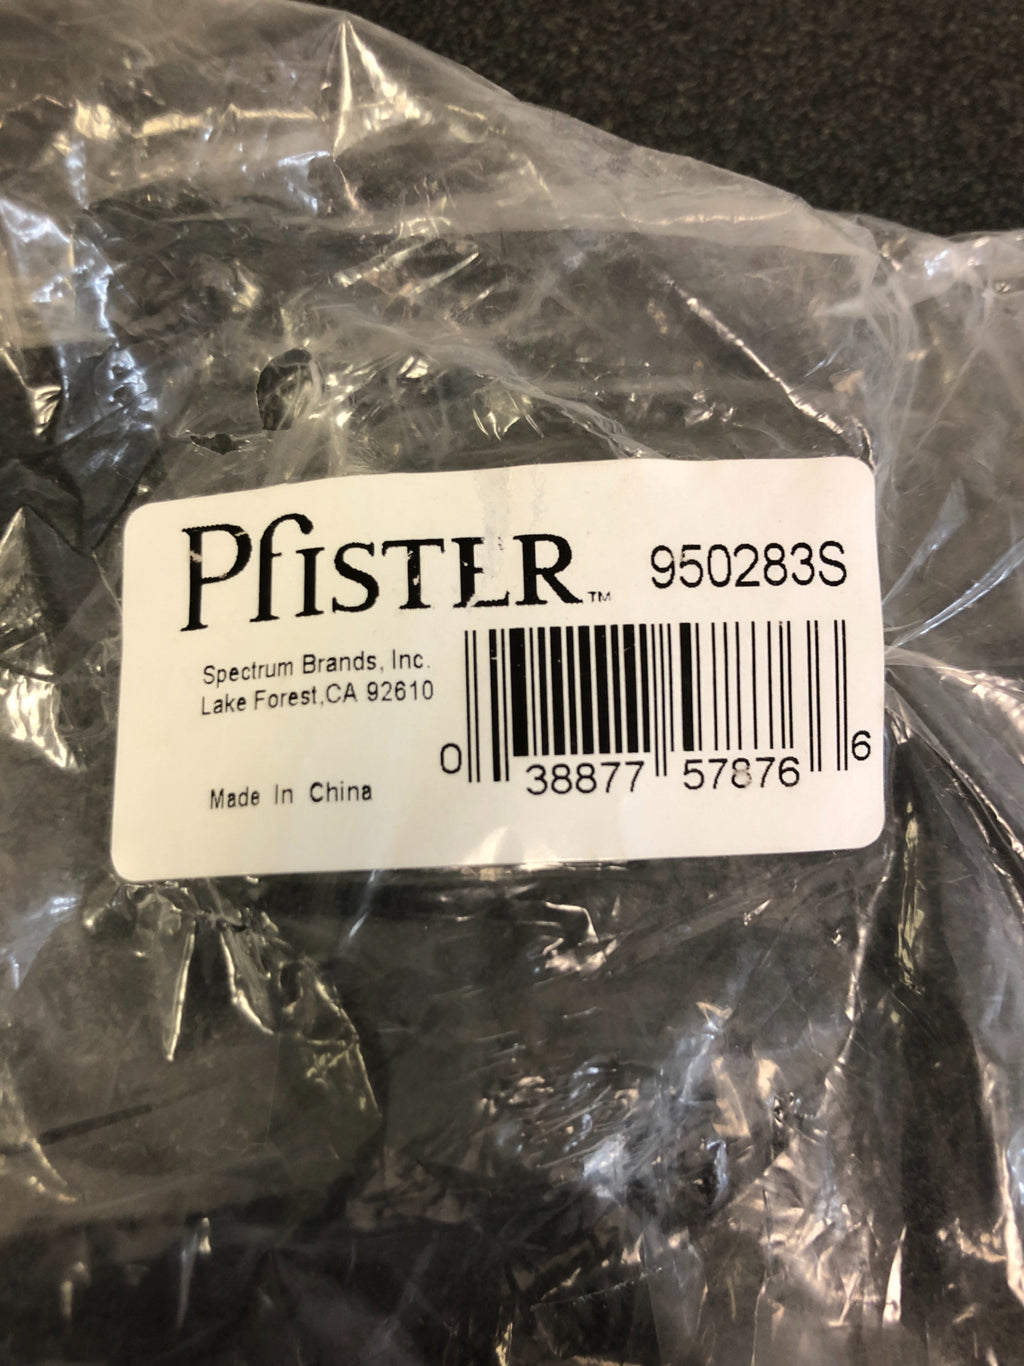 Pfister™ 950283S
Spectrum Brands, Inc.
Lake Forest,CA 92610
0 38877 57876 6
Made In China